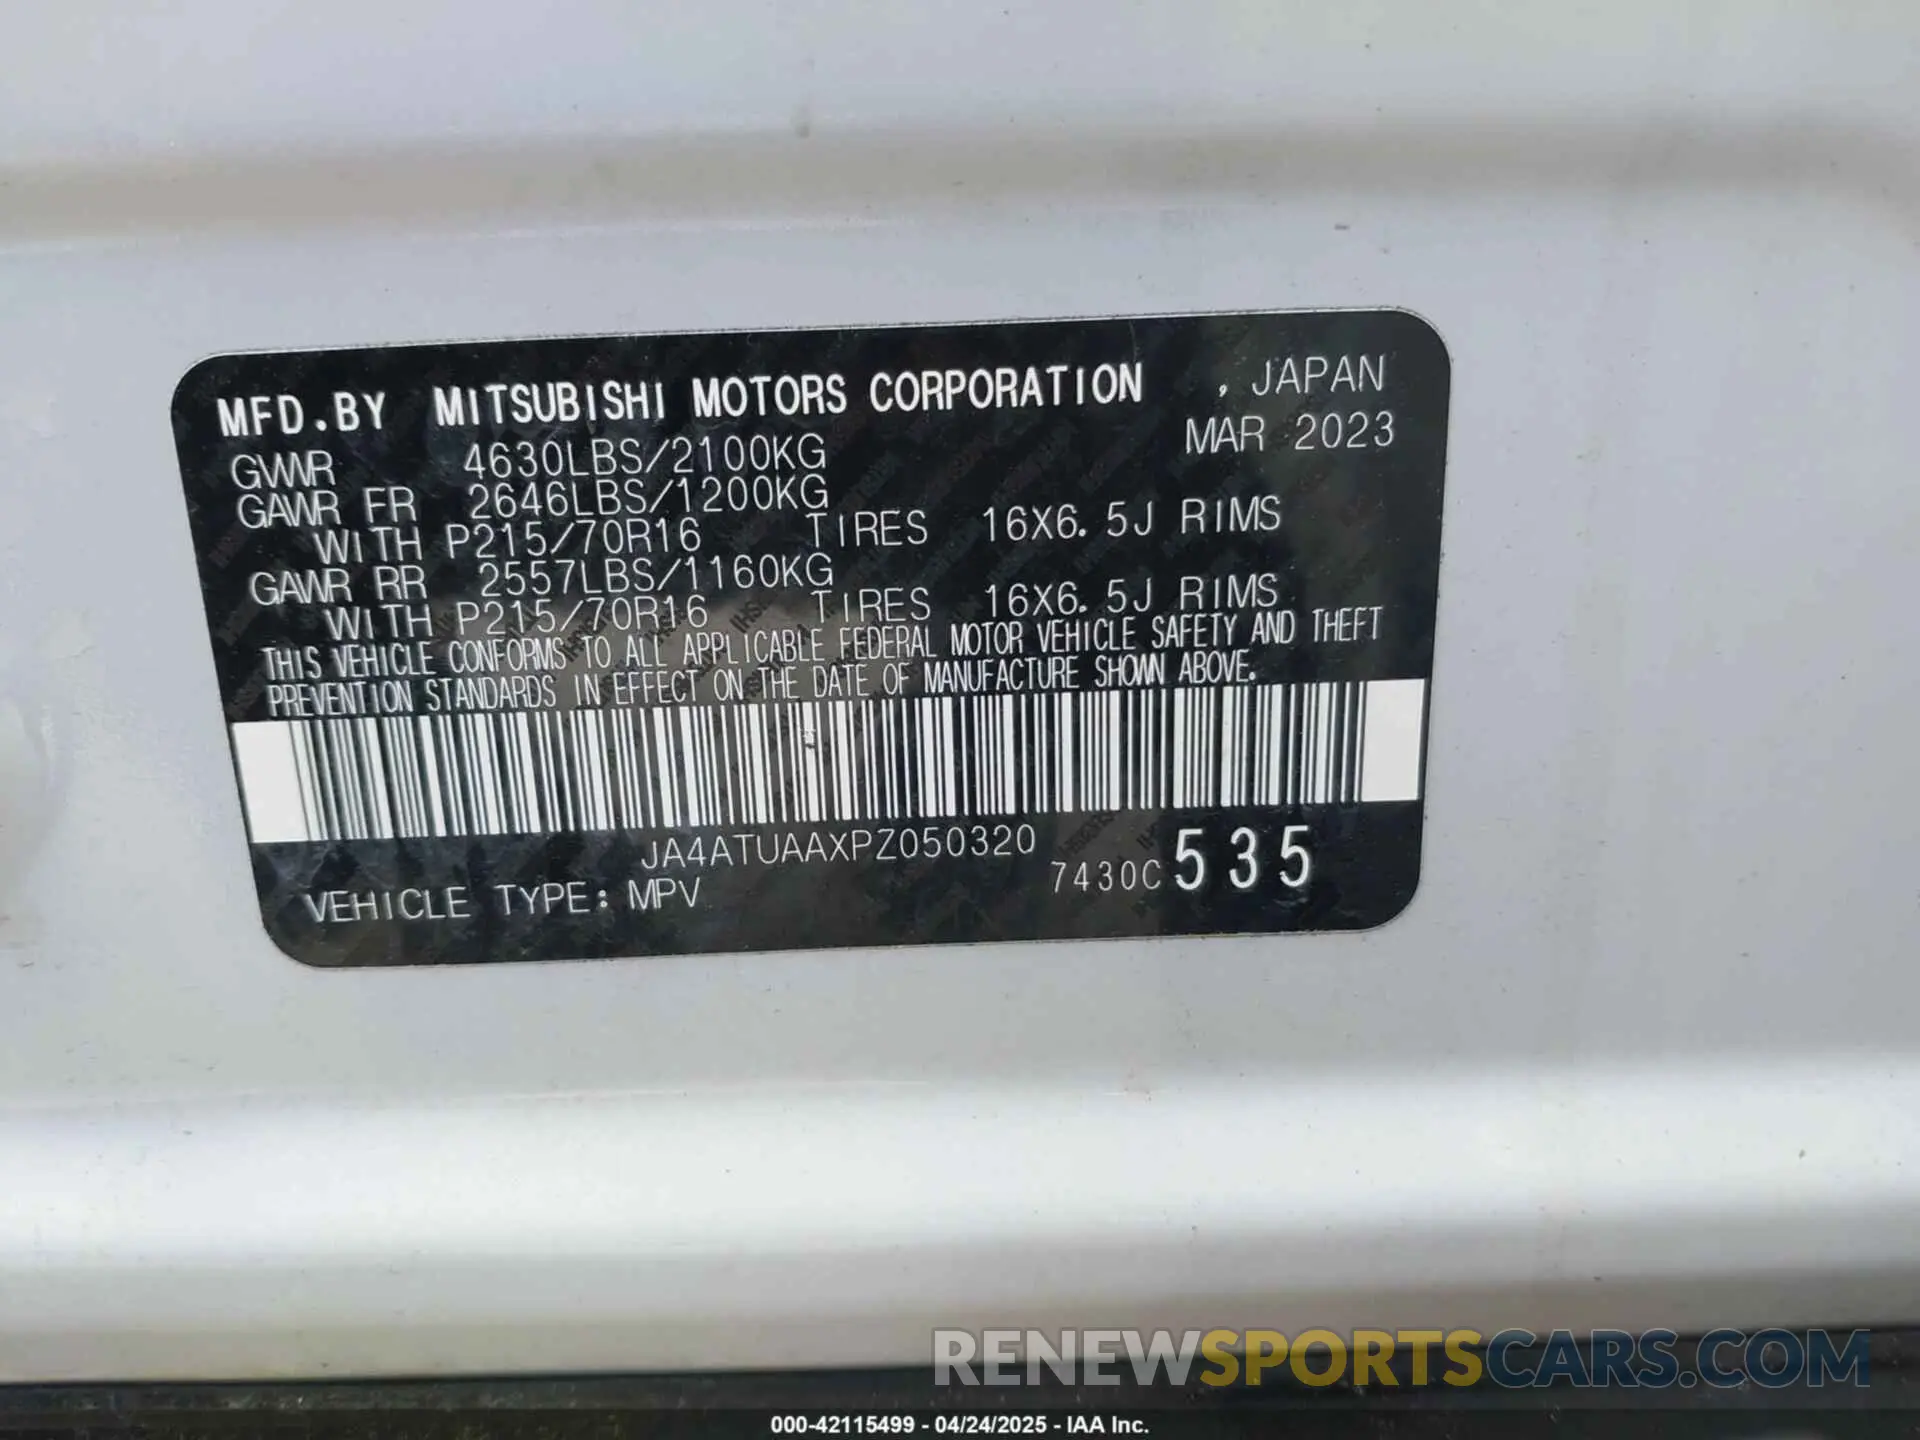 MFD.BY MITSUBISHI MOTORS CORPORATION , JAPAN
GVWR 4630LBS/2100KG MAR 2023
GAWR FR 2646LBS/1200KG
WITH P215/70R16 TIRES 16X6.5J RIMS
GAWR RR 2557LBS/1160KG
WITH P215/70R16 TIRES 16X6.5J RIMS
THIS VEHICLE CONFORMS TO ALL APPLICABLE FEDERAL MOTOR VEHICLE SAFETY AND THEFT
PREVENTION STANDARDS IN EFFECT ON THE DATE OF MANUFACTURE SHOWN ABOVE.
JA4ATUAAXPZ050320
7430C 535
VEHICLE TYPE: MPV
RENEWSPORTSCARS.COM
000-42115499 - 04/24/2025 - IAA Inc.